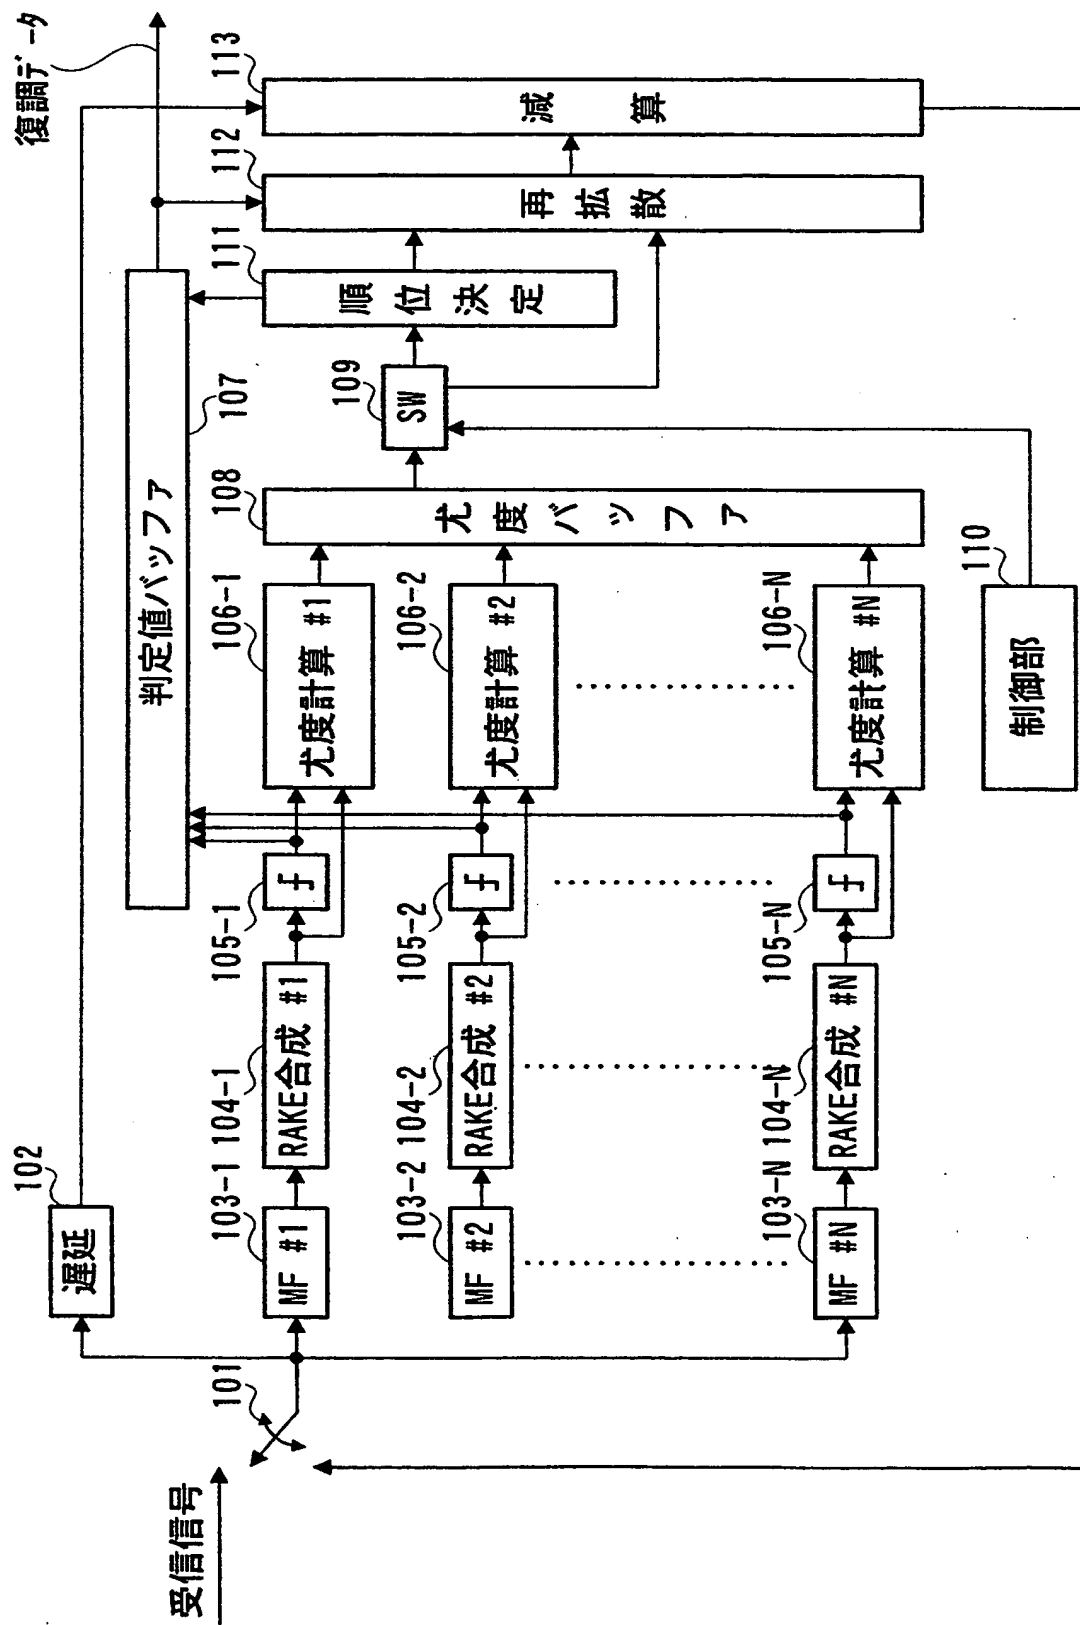 受信信号
101
遅延
102
MF #1
103-1
RAKE合成 #1
104-1
105-1
尤度計算 #1
106-1
MF #2
103-2
RAKE合成 #2
104-2
105-2
尤度計算 #2
106-2
MF #N
103-N
RAKE合成 #N
104-N
105-N
尤度計算 #N
106-N
判定値バッファ
107
尤度バッファ
108
SW
109
制御部
110
順位決定
111
再拡散
112
減算
113
復調データ